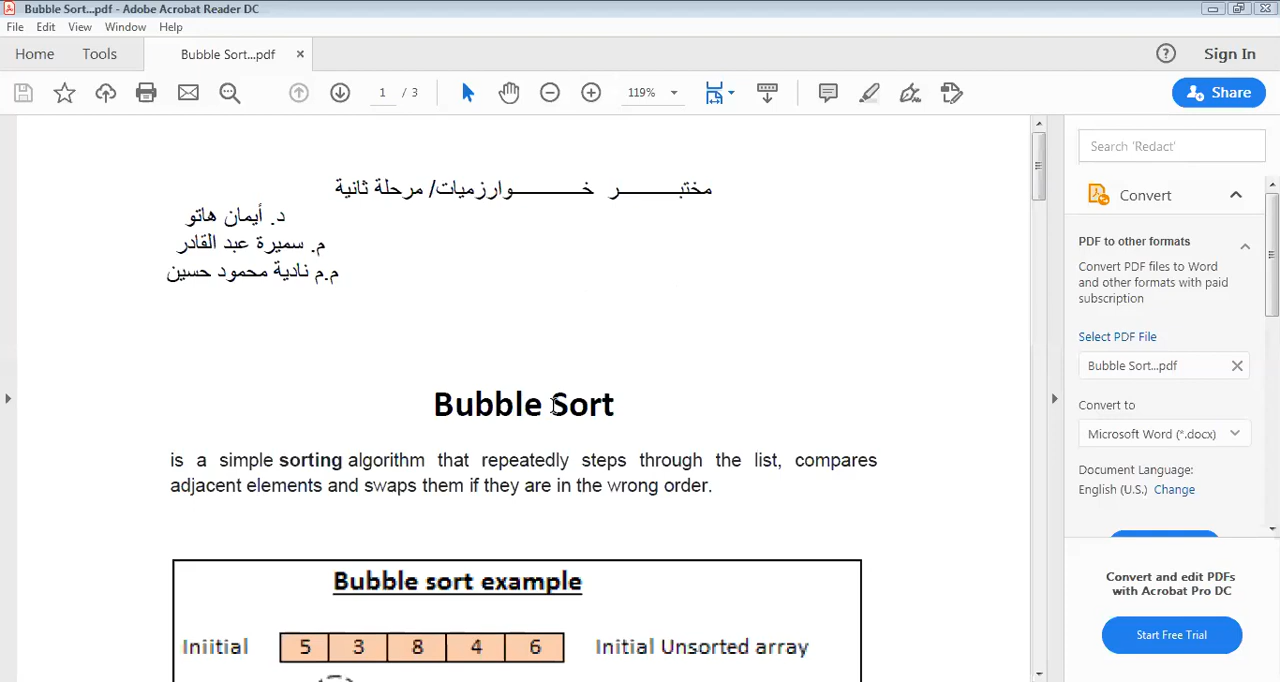 Bubble Sort...pdf - Adobe Acrobat Reader DC
File Edit View Window Help
Home Tools Bubble Sort...pdf × Sign In
1 / 3 119% Share
مختبـــــــــر خـــــــــوارزميات/ مرحلة ثانية
د. أيمان هاتو
م. سميرة عبد القادر
م.م نادية محمود حسين
Bubble Sort
is a simple sorting algorithm that repeatedly steps through the list, compares
adjacent elements and swaps them if they are in the wrong order.
Bubble sort example
Iniitial 5 3 8 4 6 Initial Unsorted array
Search 'Redact'
Convert
PDF to other formats
Convert PDF files to Word
and other formats with paid
subscription
Select PDF File
Bubble Sort...pdf
Convert to
Microsoft Word (*.docx)
Document Language:
English (U.S.) Change
Convert and edit PDFs
with Acrobat Pro DC
Start Free Trial